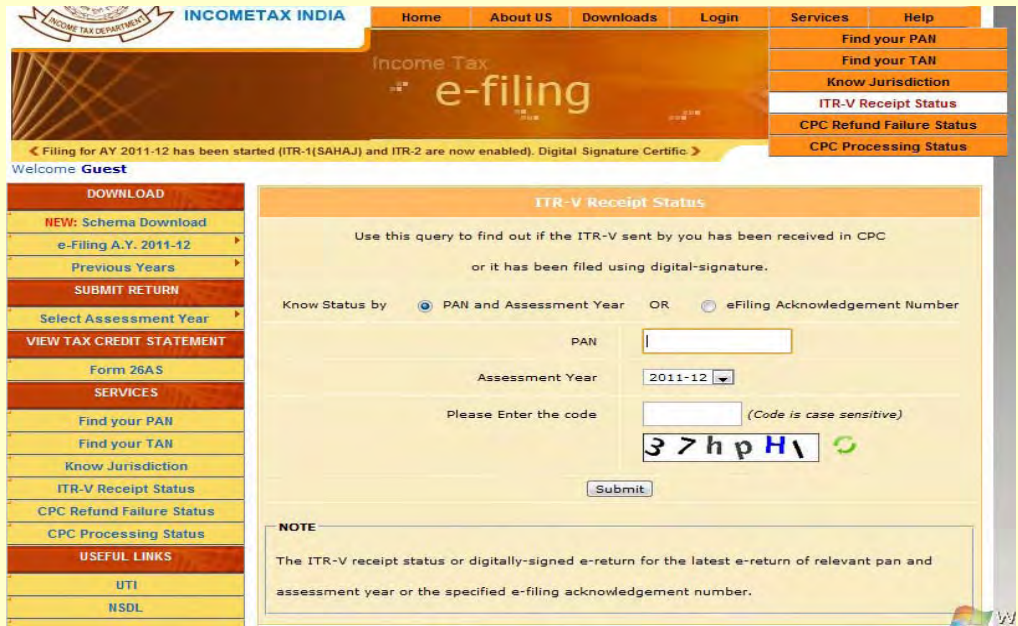 INCOME TAX DEPARTMENT
INCOMETAX INDIA
Home About US Downloads Login Services Help
Find your PAN
Find your TAN
Know Jurisdiction
ITR-V Receipt Status
CPC Refund Failure Status
CPC Processing Status
Income Tax
e-filing
Filing for AY 2011-12 has been started (ITR-1(SAHAJ) and ITR-2 are now enabled). Digital Signature Certific
Welcome Guest
DOWNLOAD
NEW: Schema Download
e-Filing A.Y. 2011-12
Previous Years
SUBMIT RETURN
Select Assessment Year
VIEW TAX CREDIT STATEMENT
Form 26AS
SERVICES
Find your PAN
Find your TAN
Know Jurisdiction
ITR-V Receipt Status
CPC Refund Failure Status
CPC Processing Status
USEFUL LINKS
UTI
NSDL
ITR-V Receipt Status
Use this query to find out if the ITR-V sent by you has been received in CPC
or it has been filed using digital-signature.
Know Status by PAN and Assessment Year OR eFiling Acknowledgement Number
PAN
Assessment Year 2011-12
Please Enter the code (Code is case sensitive)
Submit
NOTE
The ITR-V receipt status or digitally-signed e-return for the latest e-return of relevant pan and
assessment year or the specified e-filing acknowledgement number.
W